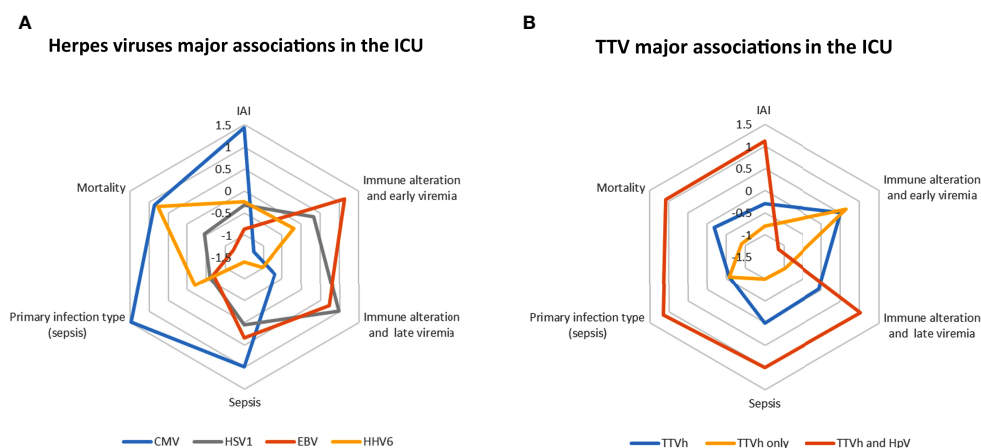 A
Herpes viruses major associations in the ICU
IAI
1.5
1
0.5
0
-0.5
-1
-1.5
Immune alteration
and early viremia
Immune alteration
and late viremia
Sepsis
Primary infection type
(sepsis)
Mortality
CMV HSV1 EBV HHV6
B
TTV major associations in the ICU
IAI
1.5
1
0.5
0
-0.5
-1
-1.5
Immune alteration
and early viremia
Immune alteration
and late viremia
Sepsis
Primary infection type
(sepsis)
Mortality
TTVh TTVh only TTVh and HpV